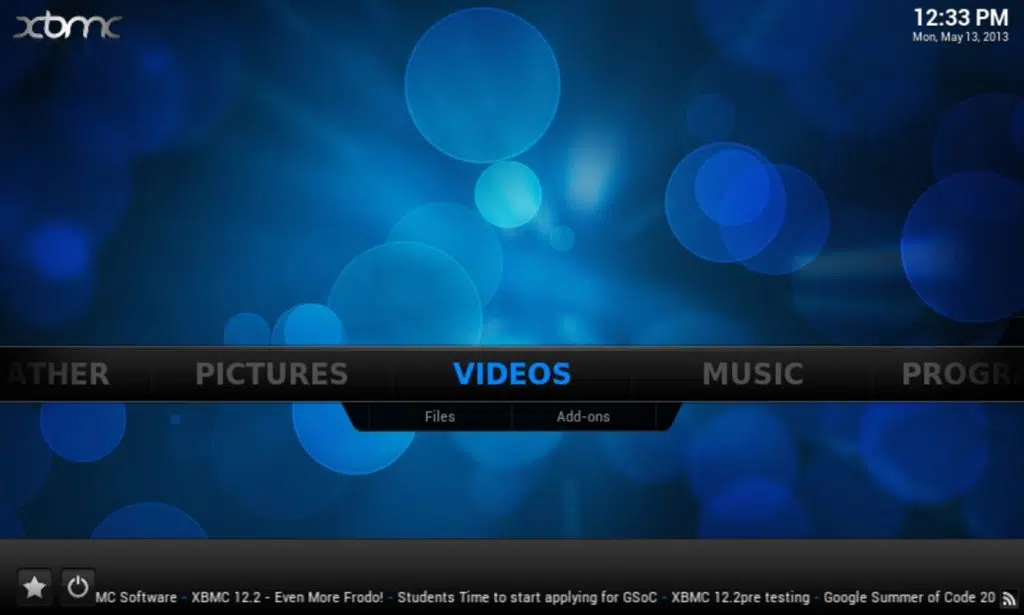 xbmc
12:33 PM
Mon, May 13, 2013
ATHER PICTURES VIDEOS MUSIC PROGRA
Files Add-ons
MC Software - XBMC 12.2 - Even More Frodo! - Students Time to start applying for GSoC - XBMC 12.2pre testing - Google Summer of Code 20